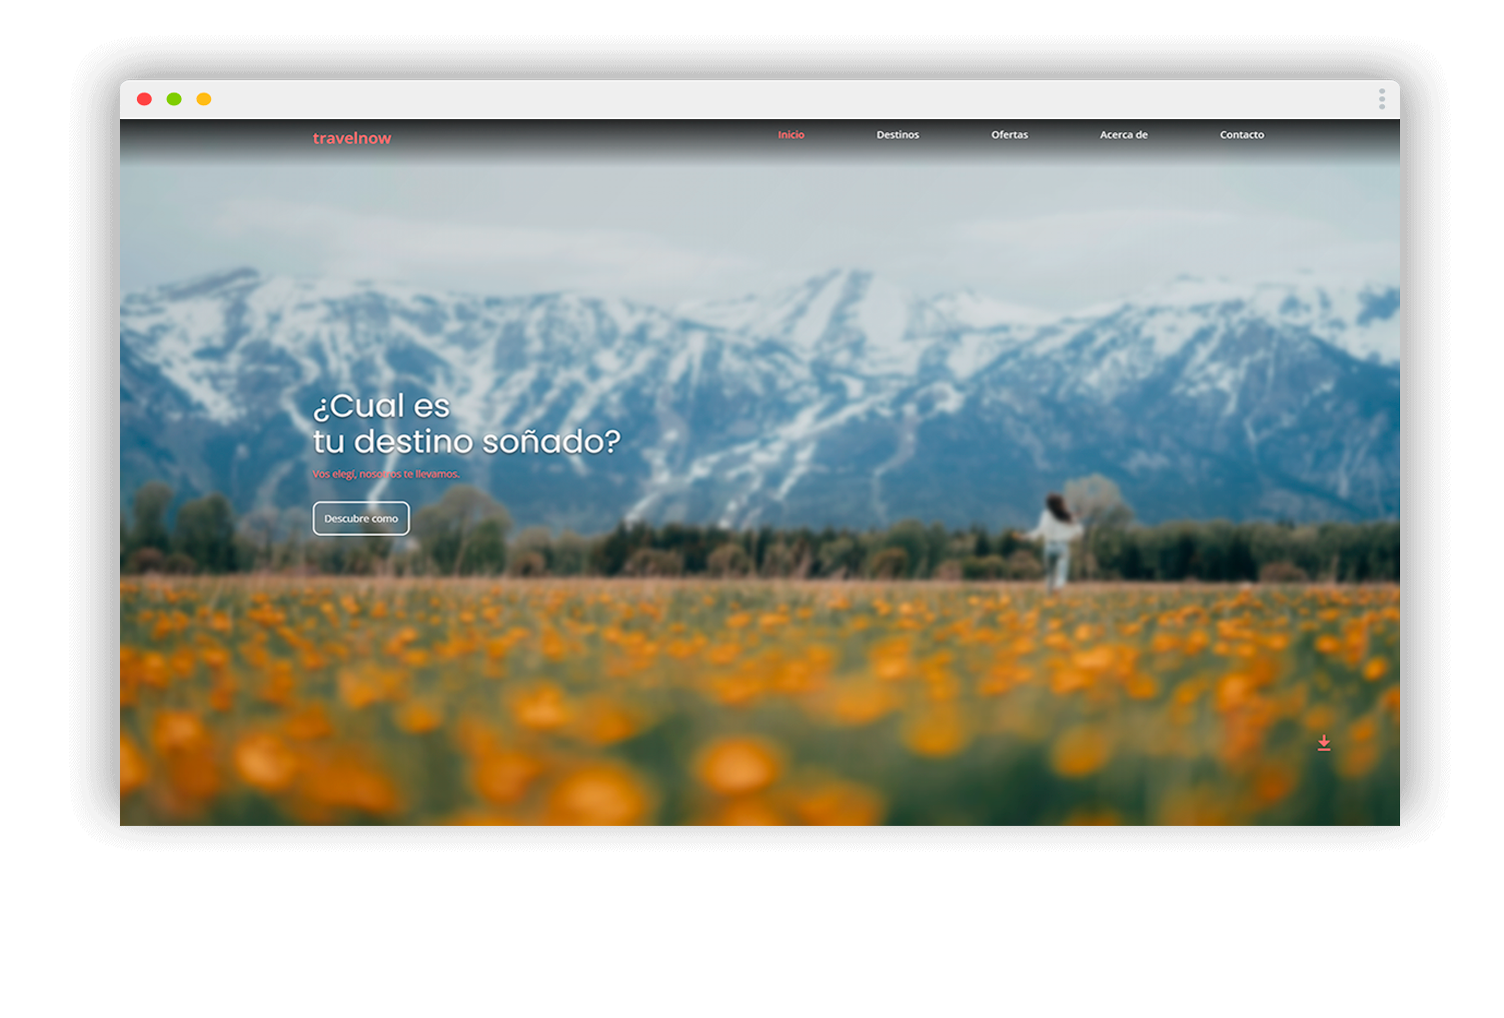 travelnow
Inicio Destinos Ofertas Acerca de Contacto
¿Cual es
tu destino soñado?
Vos elegí, nosotros te llevamos.
Descubre como